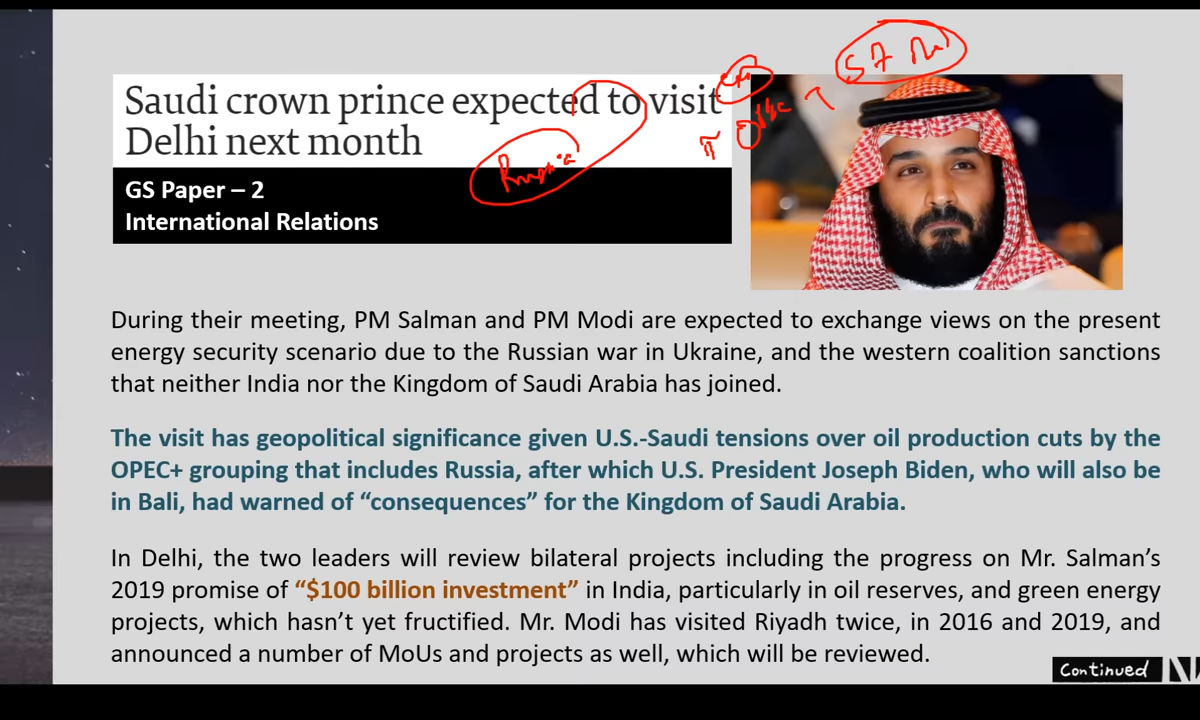 Saudi crown prince expected to visit
Delhi next month
GS Paper – 2
International Relations
Russia
57
During their meeting, PM Salman and PM Modi are expected to exchange views on the present
energy security scenario due to the Russian war in Ukraine, and the western coalition sanctions
that neither India nor the Kingdom of Saudi Arabia has joined.
The visit has geopolitical significance given U.S.-Saudi tensions over oil production cuts by the
OPEC+ grouping that includes Russia, after which U.S. President Joseph Biden, who will also be
in Bali, had warned of “consequences” for the Kingdom of Saudi Arabia.
In Delhi, the two leaders will review bilateral projects including the progress on Mr. Salman’s
2019 promise of “$100 billion investment” in India, particularly in oil reserves, and green energy
projects, which hasn’t yet fructified. Mr. Modi has visited Riyadh twice, in 2016 and 2019, and
announced a number of MoUs and projects as well, which will be reviewed.
Continued